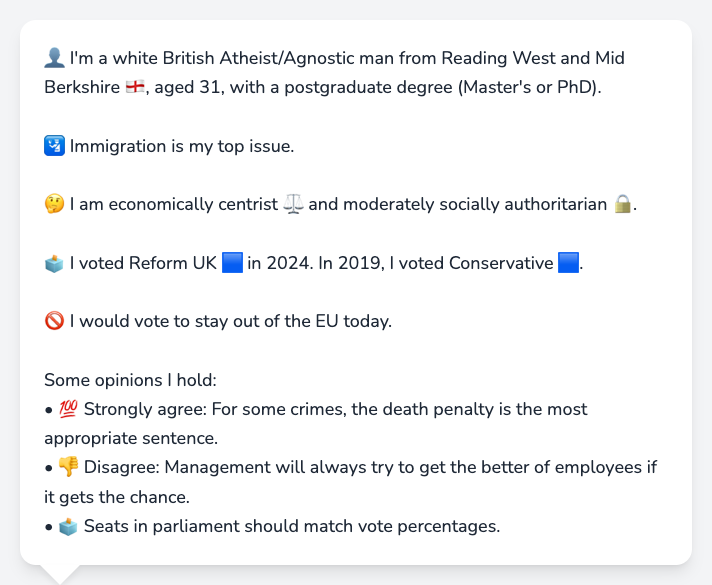 👤 I'm a white British Atheist/Agnostic man from Reading West and Mid
Berkshire 🏴󠁧󠁢󠁥󠁮󠁧󠁿, aged 31, with a postgraduate degree (Master's or PhD).
🛂 Immigration is my top issue.
🤔 I am economically centrist ⚖️ and moderately socially authoritarian 🔒.
🗳️ I voted Reform UK 🟦 in 2024. In 2019, I voted Conservative 🟦.
🚫 I would vote to stay out of the EU today.
Some opinions I hold:
• 💯 Strongly agree: For some crimes, the death penalty is the most
appropriate sentence.
• 👎 Disagree: Management will always try to get the better of employees if
it gets the chance.
• 🗳️ Seats in parliament should match vote percentages.